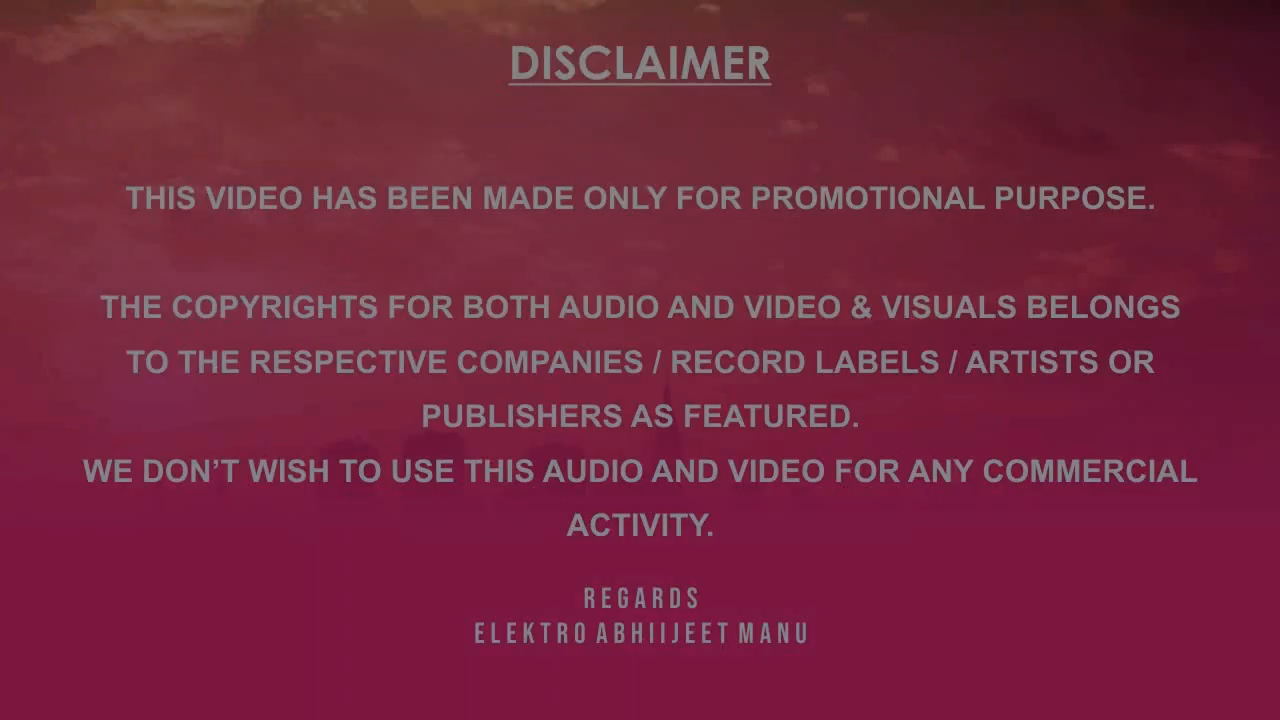 DISCLAIMER
THIS VIDEO HAS BEEN MADE ONLY FOR PROMOTIONAL PURPOSE.
THE COPYRIGHTS FOR BOTH AUDIO AND VIDEO & VISUALS BELONGS
TO THE RESPECTIVE COMPANIES / RECORD LABELS / ARTISTS OR
PUBLISHERS AS FEATURED.
WE DON’T WISH TO USE THIS AUDIO AND VIDEO FOR ANY COMMERCIAL
ACTIVITY.
REGARDS
ELEKTRO ABHIIJEET MANU